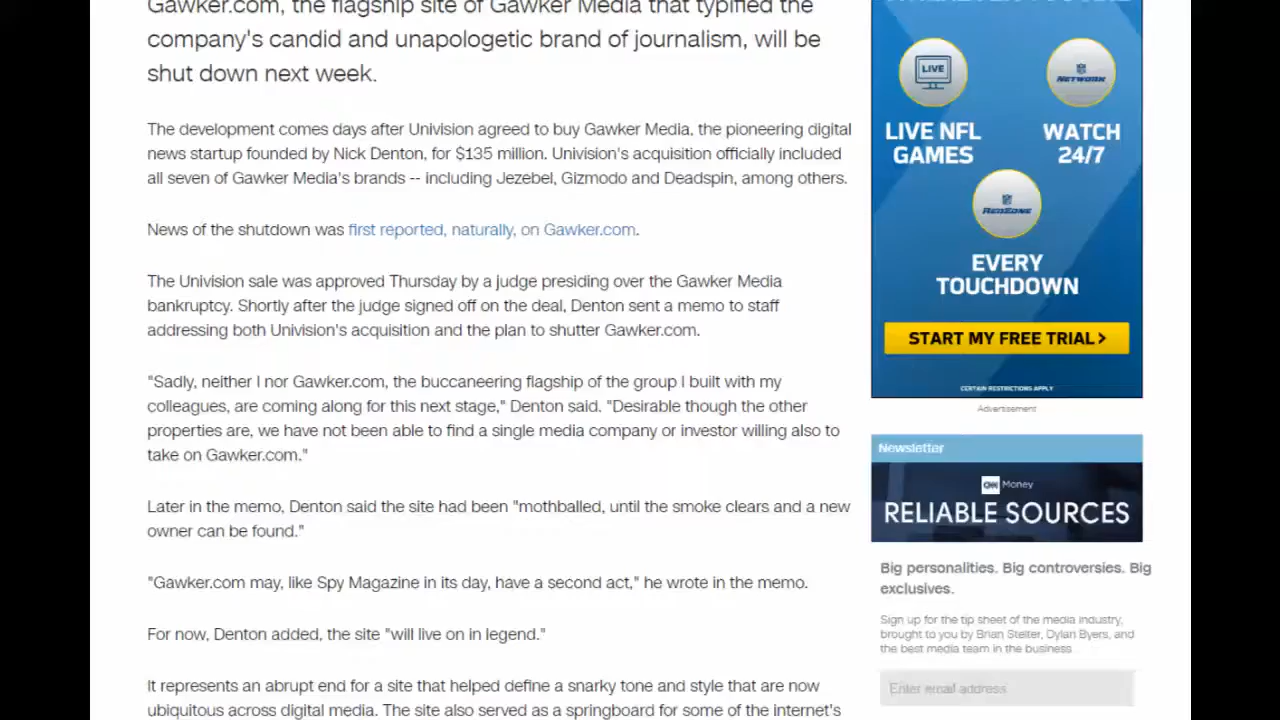 Gawker.com, the flagship site of Gawker Media that typified the
company's candid and unapologetic brand of journalism, will be
shut down next week.
The development comes days after Univision agreed to buy Gawker Media, the pioneering digital
news startup founded by Nick Denton, for $135 million. Univision's acquisition officially included
all seven of Gawker Media's brands -- including Jezebel, Gizmodo and Deadspin, among others.
News of the shutdown was first reported, naturally, on Gawker.com.
The Univision sale was approved Thursday by a judge presiding over the Gawker Media
bankruptcy. Shortly after the judge signed off on the deal, Denton sent a memo to staff
addressing both Univision's acquisition and the plan to shutter Gawker.com.
"Sadly, neither I nor Gawker.com, the buccaneering flagship of the group I built with my
colleagues, are coming along for this next stage," Denton said. "Desirable though the other
properties are, we have not been able to find a single media company or investor willing also to
take on Gawker.com."
Later in the memo, Denton said the site had been "mothballed, until the smoke clears and a new
owner can be found."
"Gawker.com may, like Spy Magazine in its day, have a second act," he wrote in the memo.
For now, Denton added, the site "will live on in legend."
It represents an abrupt end for a site that helped define a snarky tone and style that are now
ubiquitous across digital media. The site also served as a springboard for some of the internet's
LIVE
NFL
NETWORK
LIVE NFL
GAMES
WATCH
24/7
NFL
REDZONE
EVERY
TOUCHDOWN
START MY FREE TRIAL >
CERTAIN RESTRICTIONS APPLY
Advertisement
Newsletter
CNN Money
RELIABLE SOURCES
Big personalities. Big controversies. Big
exclusives.
Sign up for the tip sheet of the media industry,
brought to you by Brian Stelter, Dylan Byers, and
the best media team in the business
Enter email address